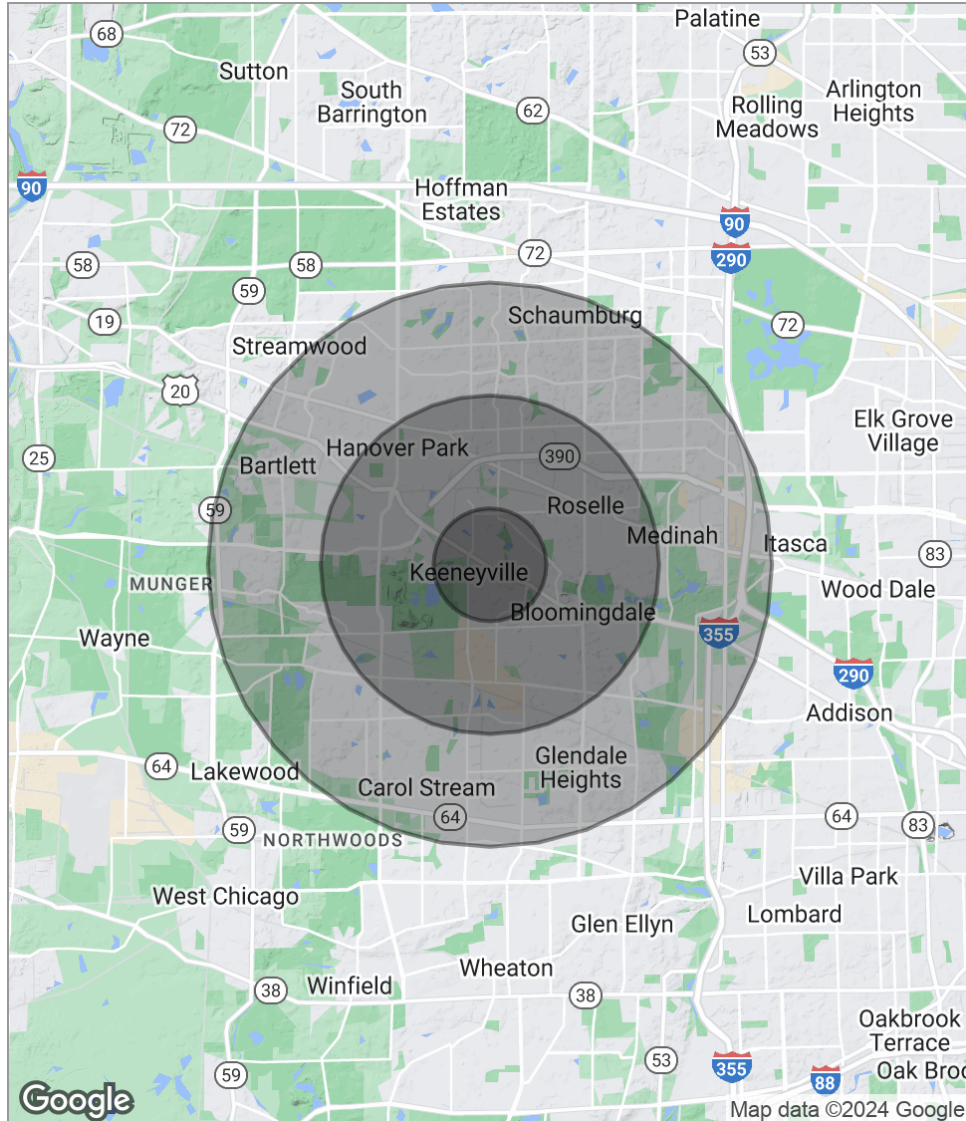 Palatine
68
53
Sutton
South
Barrington
Arlington
Heights
Rolling
Meadows
62
72
90
Hoffman
Estates
90
72
290
58
58
59
19
Schaumburg
72
Streamwood
20
Elk Grove
Village
Hanover Park
390
25
Bartlett
59
Roselle
Medinah
Itasca
83
Keeneyville
MUNGER
Wood Dale
Bloomingdale
355
Wayne
290
Addison
Glendale
Heights
64
Lakewood
Carol Stream
64
64
59
83
NORTHWOODS
Villa Park
West Chicago
Lombard
Glen Ellyn
Wheaton
Winfield
38
38
Oakbrook
Terrace
53
355
Oak Broo
59
88
Google
Map data ©2024 Google